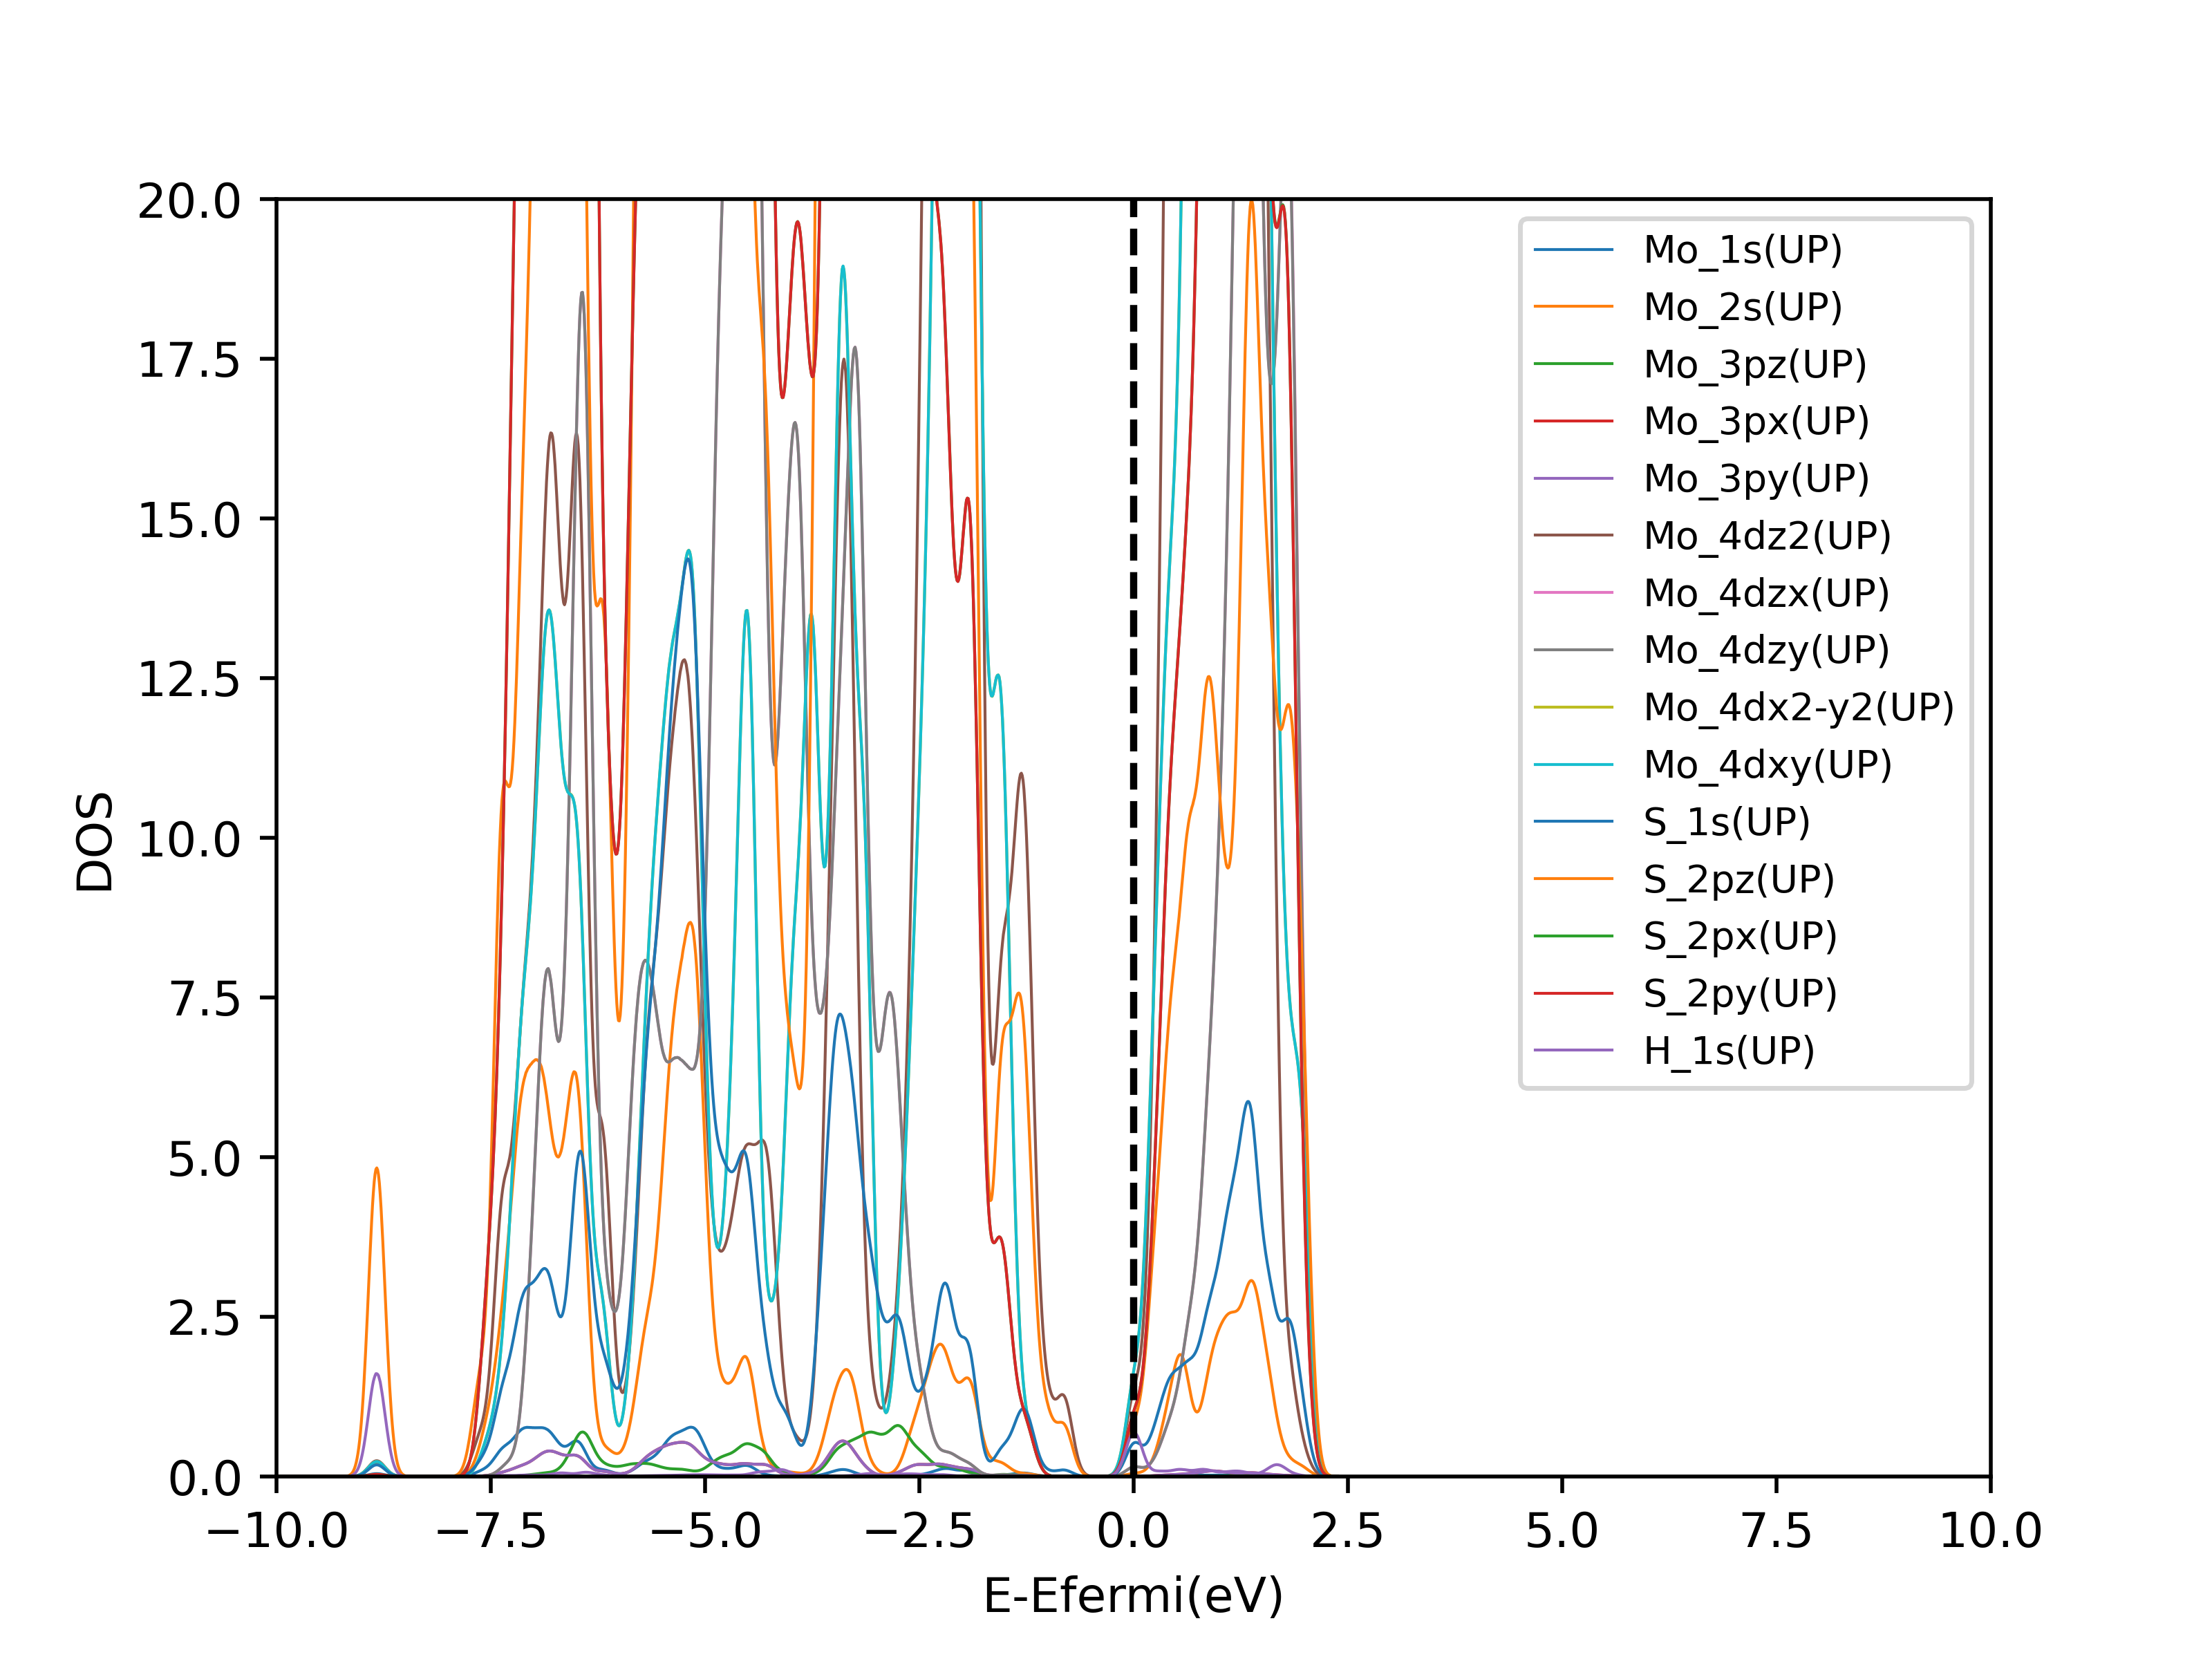 20.0
17.5
15.0
12.5
10.0
7.5
5.0
2.5
0.0
DOS
−10.0
−7.5
−5.0
−2.5
0.0
2.5
5.0
7.5
10.0
E-Efermi(eV)
Mo_1s(UP)
Mo_2s(UP)
Mo_3pz(UP)
Mo_3px(UP)
Mo_3py(UP)
Mo_4dz2(UP)
Mo_4dzx(UP)
Mo_4dzy(UP)
Mo_4dx2-y2(UP)
Mo_4dxy(UP)
S_1s(UP)
S_2pz(UP)
S_2px(UP)
S_2py(UP)
H_1s(UP)